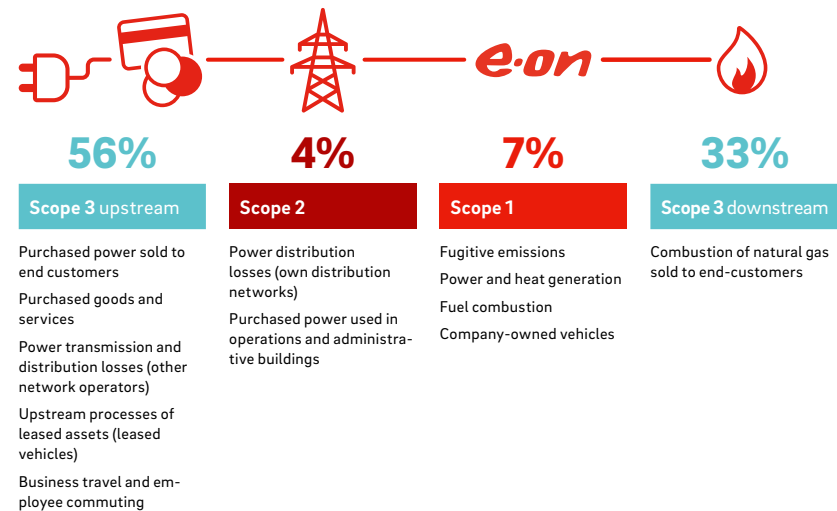 e·on
56%
4%
7%
33%
Scope 3 upstream
Scope 2
Scope 1
Scope 3 downstream
Purchased power sold to
end customers
Purchased goods and
services
Power transmission and
distribution losses (other
network operators)
Upstream processes of
leased assets (leased
vehicles)
Business travel and em-
ployee commuting
Power distribution
losses (own distribution
networks)
Purchased power used in
operations and administra-
tive buildings
Fugitive emissions
Power and heat generation
Fuel combustion
Company-owned vehicles
Combustion of natural gas
sold to end-customers